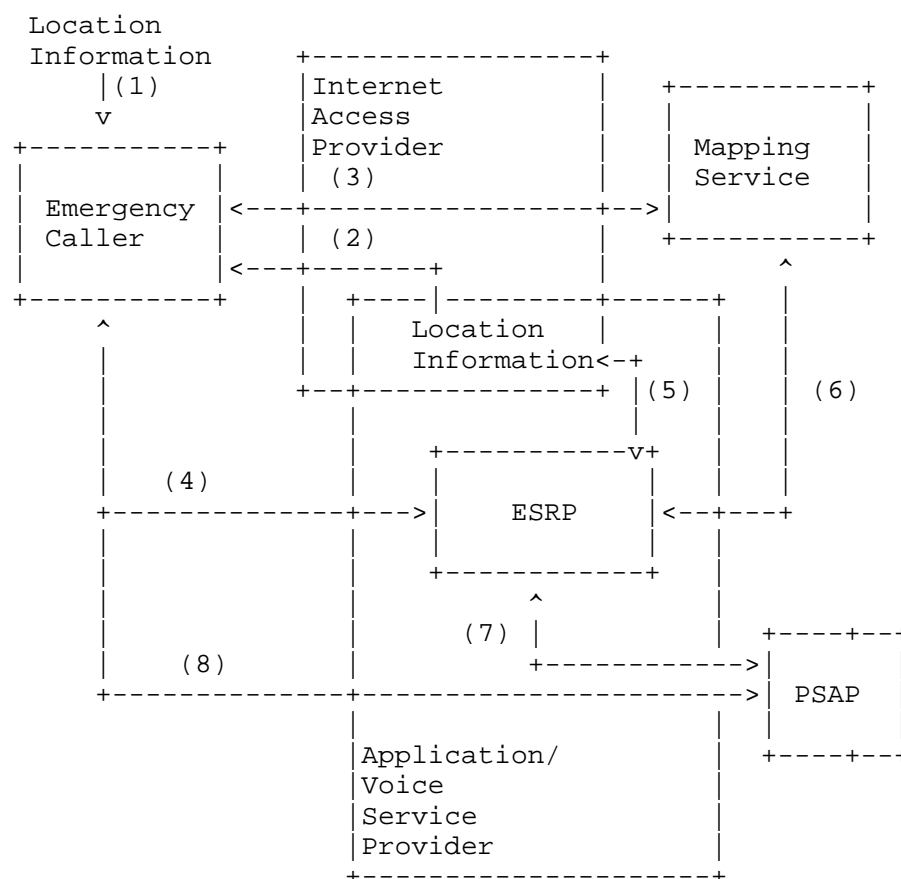 Location
Information
(1)
Internet
Access
Provider
Mapping
Service
(3)
Emergency
Caller
(2)
Location
Information
(5)
(6)
(4)
ESRP
(7)
(8)
PSAP
Application/
Voice
Service
Provider